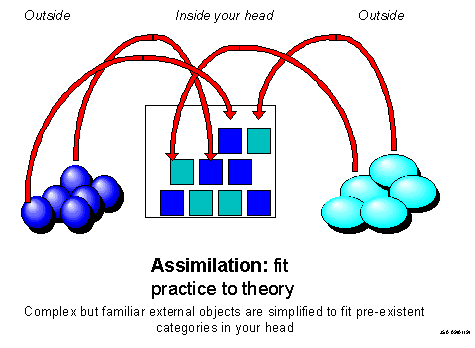 Outside Inside your head Outside
Assimilation: fit
practice to theory
Complex but familiar external objects are simplified to fit pre-existent
categories in your head